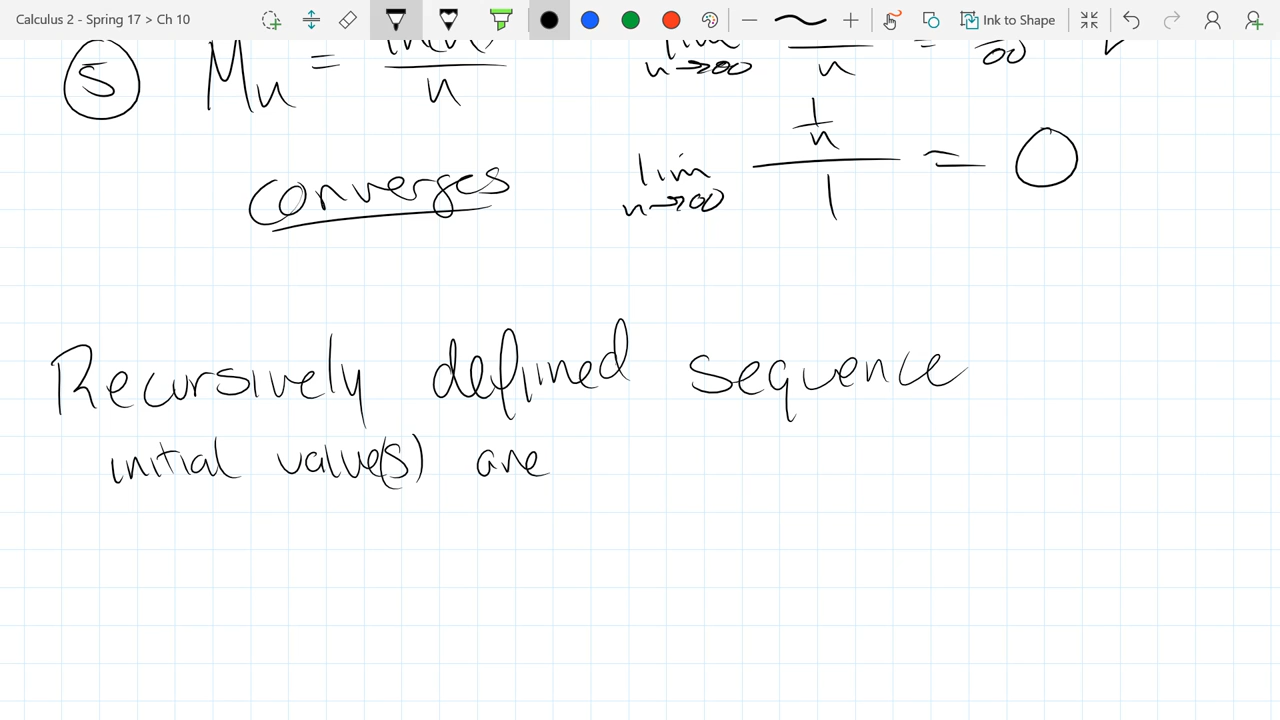 Calculus 2 - Spring 17 > Ch 10
Ink to Shape
5 Mn = ln(n) / n
lim n→∞ / n = / ∞
lim n→∞ 1/n / 1 = 0
converges
Recursively defined sequence
initial value(s) are